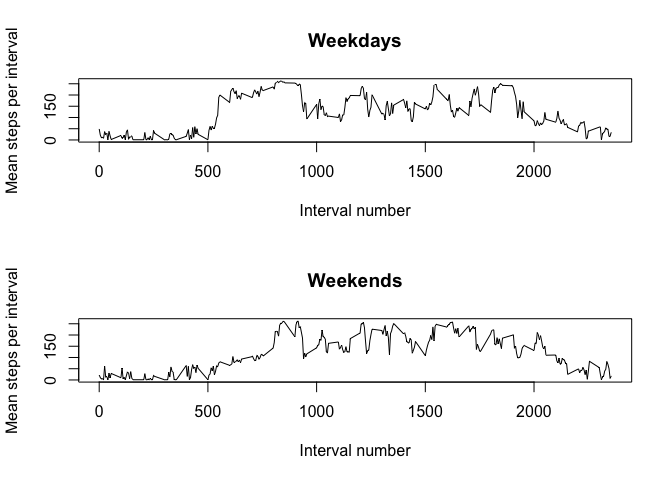 Weekdays
Mean steps per interval
150
0
0 500 1000 1500 2000
Interval number
Weekends
Mean steps per interval
150
0
0 500 1000 1500 2000
Interval number